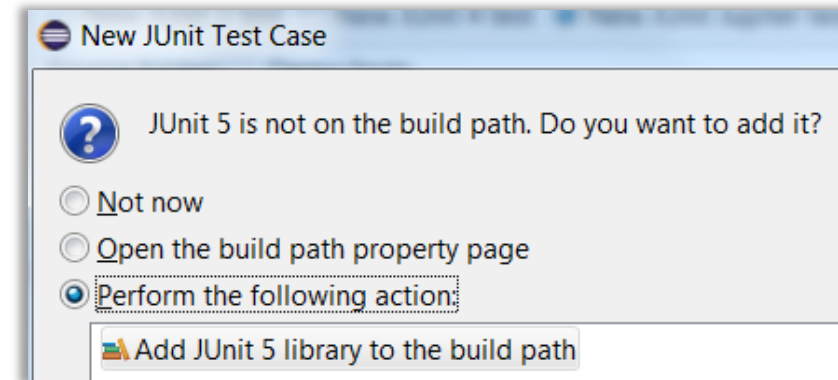 New JUnit Test Case
JUnit 5 is not on the build path. Do you want to add it?
Not now
Open the build path property page
Perform the following action:
Add JUnit 5 library to the build path